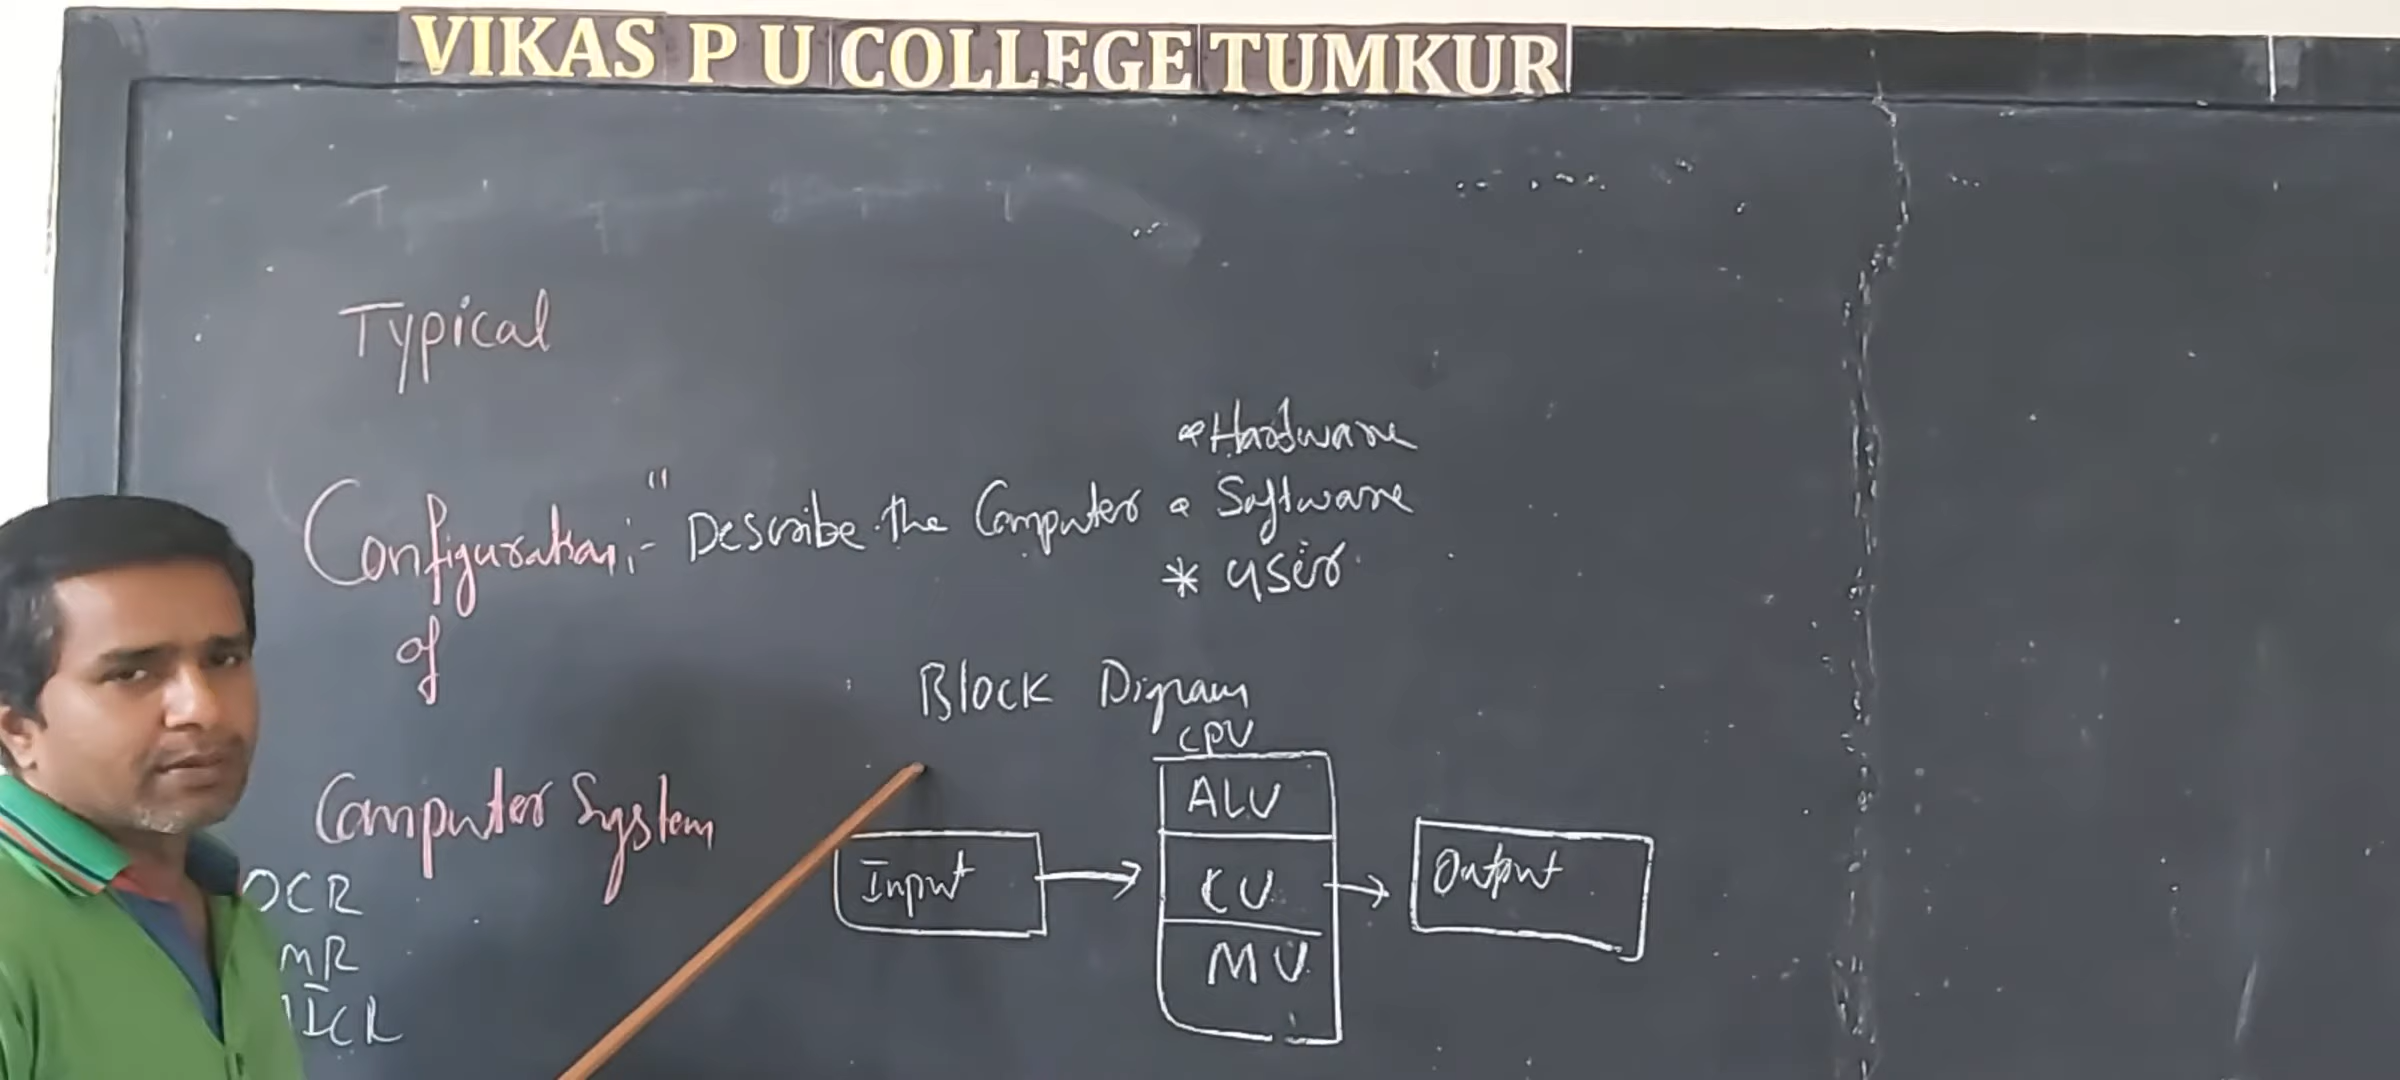 VIKAS P U COLLEGE TUMKUR
Typical
* Hardware
Configuration:- " Describe the Computer * Software
* user
of
Block Digram
CPU
Computer System
ALU
Input
CU
Output
MU
OCR
MR
ICR